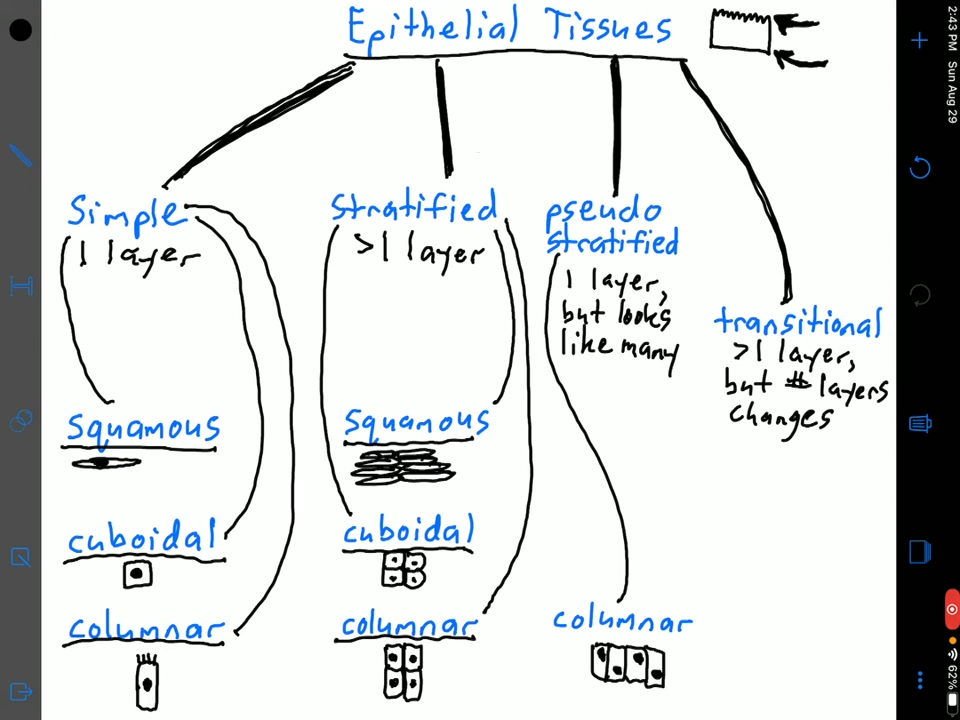 Epithelial Tissues
Simple
1 layer
stratified
>1 layer
pseudo
stratified
1 layer,
but looks
like many
transitional
>1 layer,
but # layers
changes
squamous
cuboidal
columnar
squamous
cuboidal
columnar
columnar
2:43 PM Sun Aug 29
62%